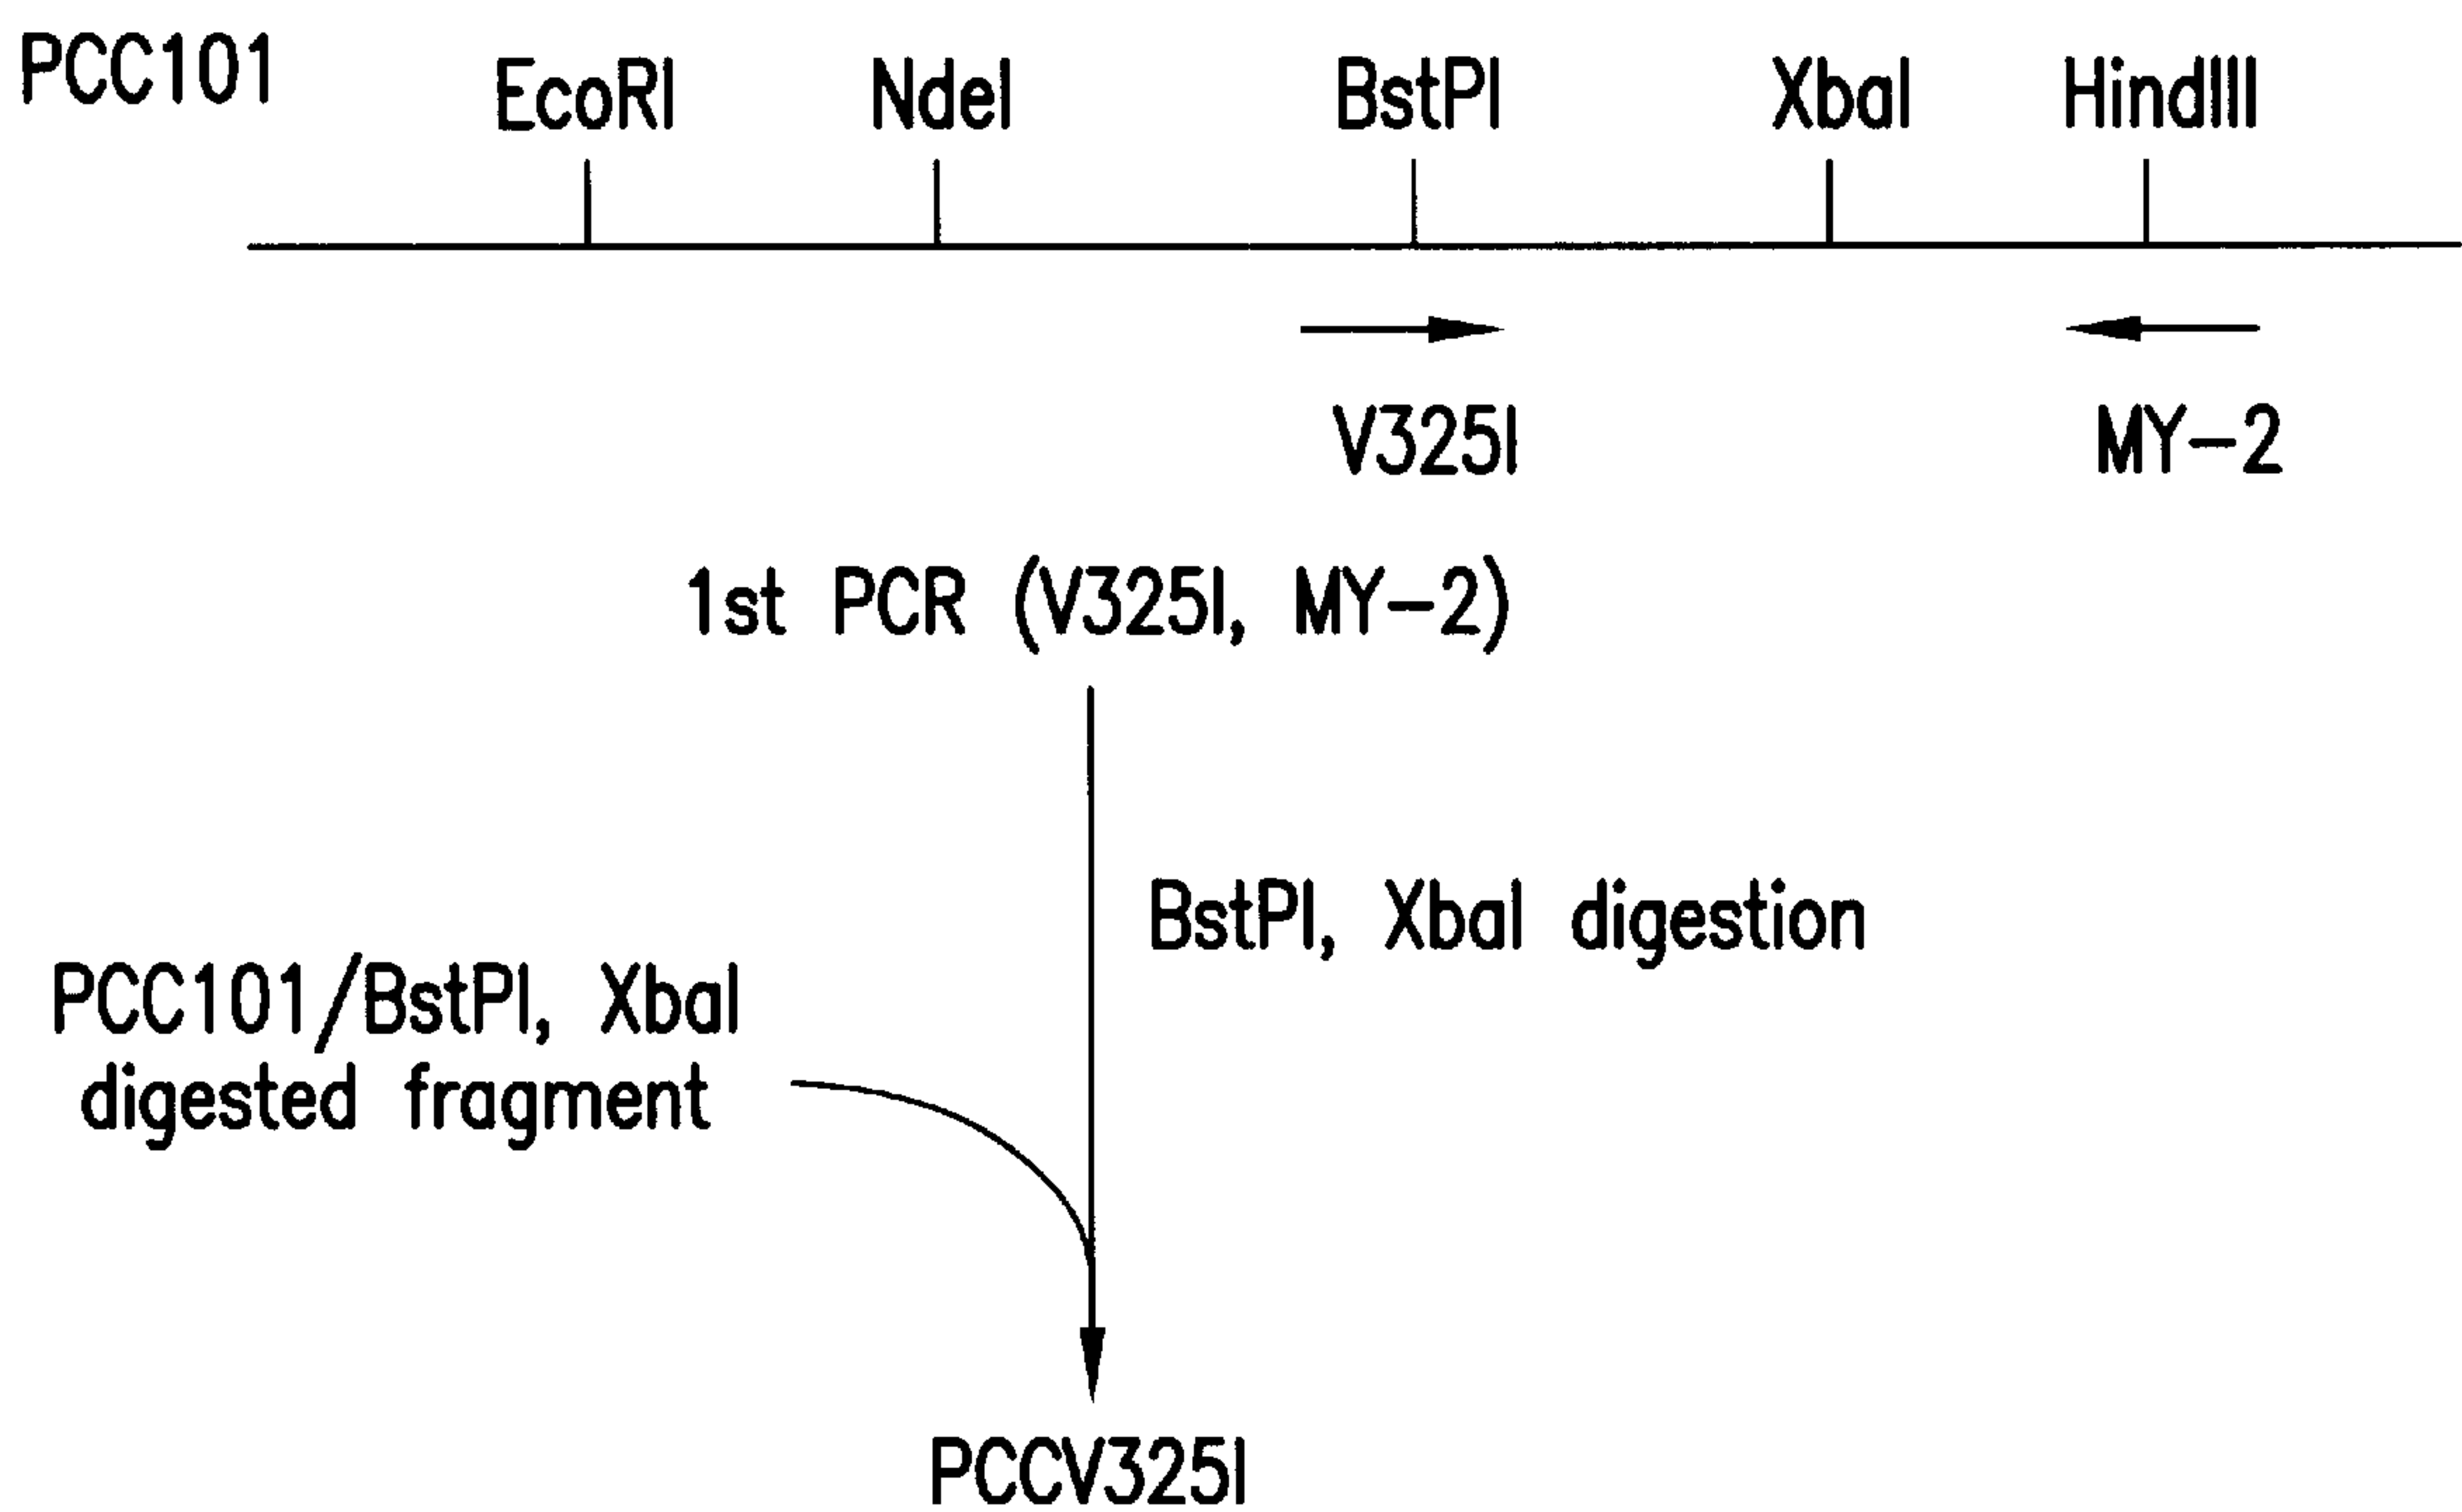 PCC101
EcoRI NdeI BstPI XbaI HindIII
V325I MY-2
1st PCR (V325I, MY-2)
BstPI, XbaI digestion
PCC101/BstPI, XbaI
digested fragment
PCCV325I